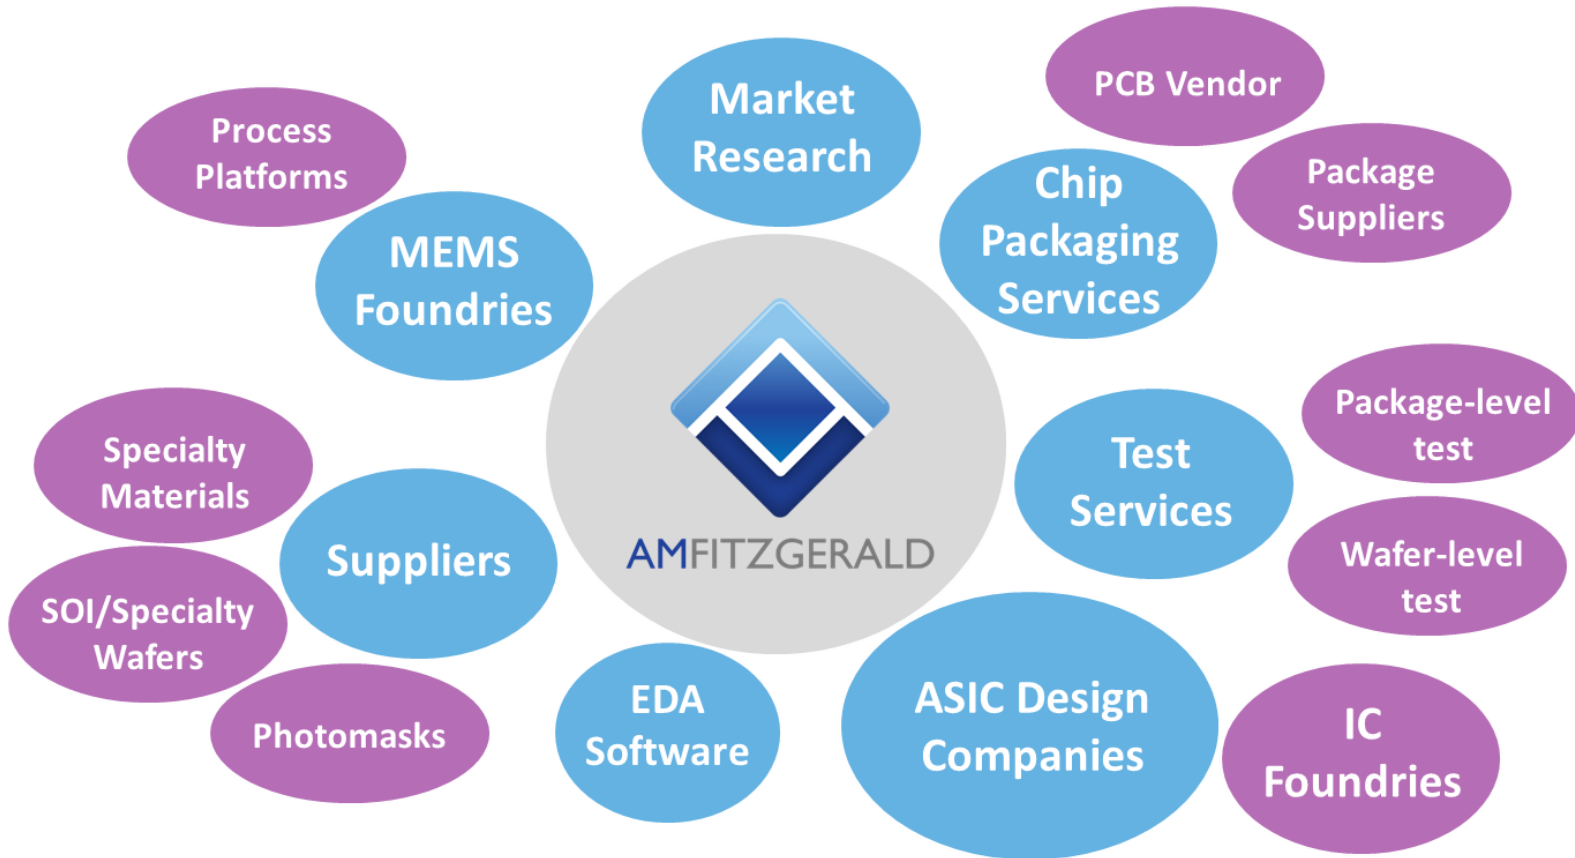 Market
Research
PCB Vendor
Process
Platforms
Package
Suppliers
Chip
Packaging
Services
MEMS
Foundries
Package-level
test
Specialty
Materials
Test
Services
Suppliers
AMFITZGERALD
Wafer-level
test
SOI/Specialty
Wafers
Photomasks
EDA
Software
ASIC Design
Companies
IC
Foundries